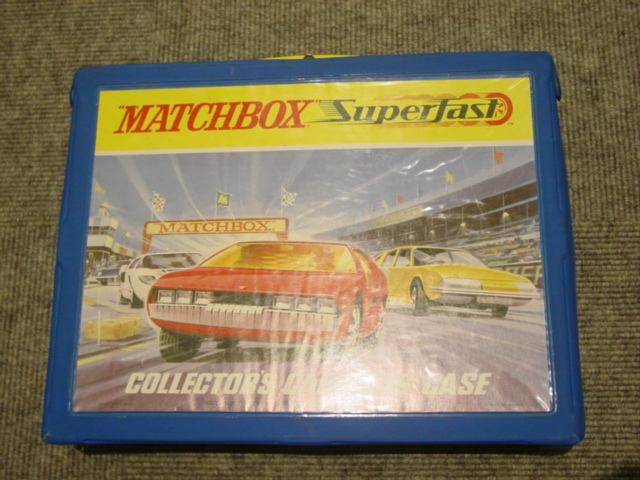 "MATCHBOX" Superfast
MATCHBOX
COLLECTOR'S CASE